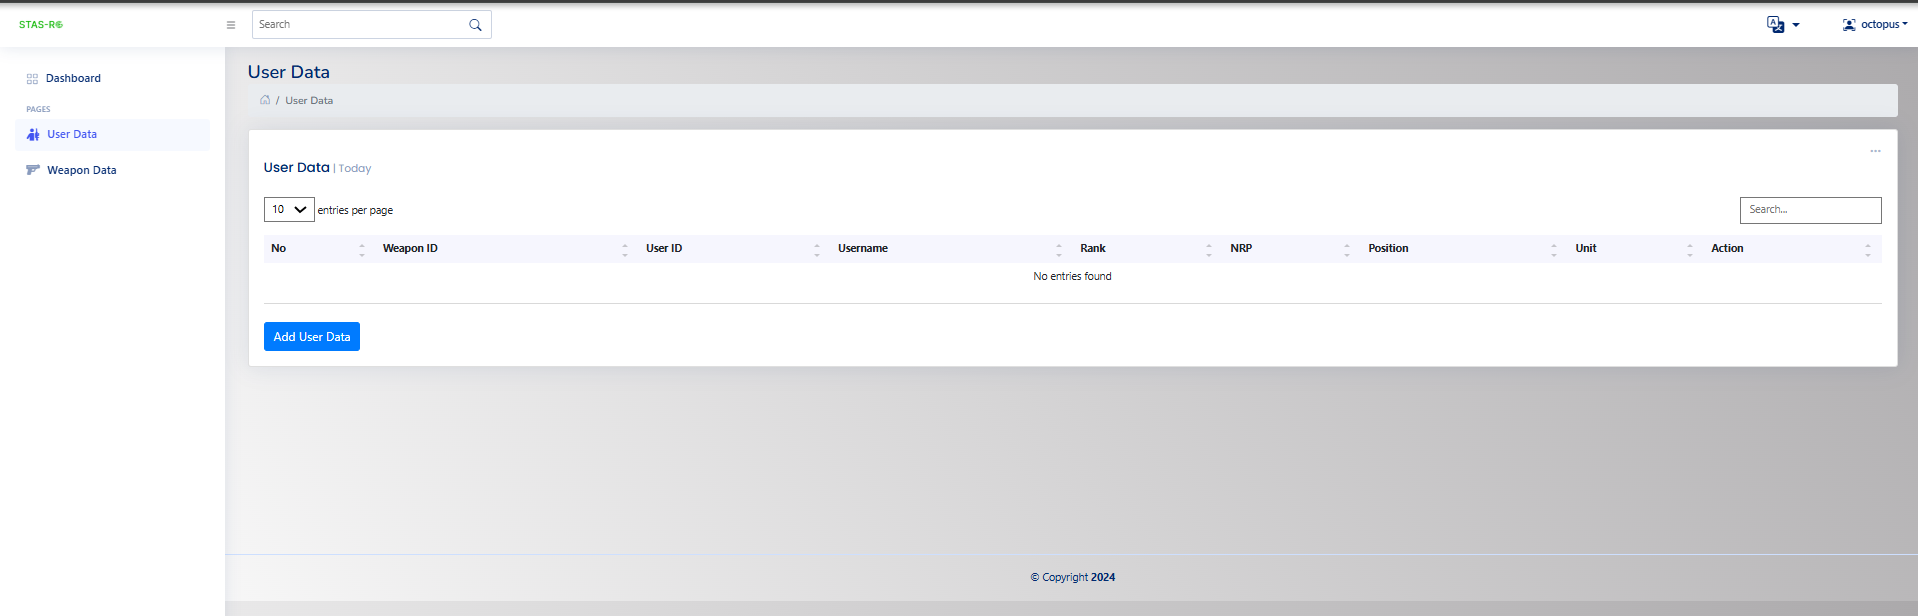 STAS-RG
Search
octopus
Dashboard
PAGES
User Data
Weapon Data
User Data
/ User Data
User Data | Today
...
10 entries per page
Search...
No Weapon ID User ID Username Rank NRP Position Unit Action
No entries found
Add User Data
© Copyright 2024